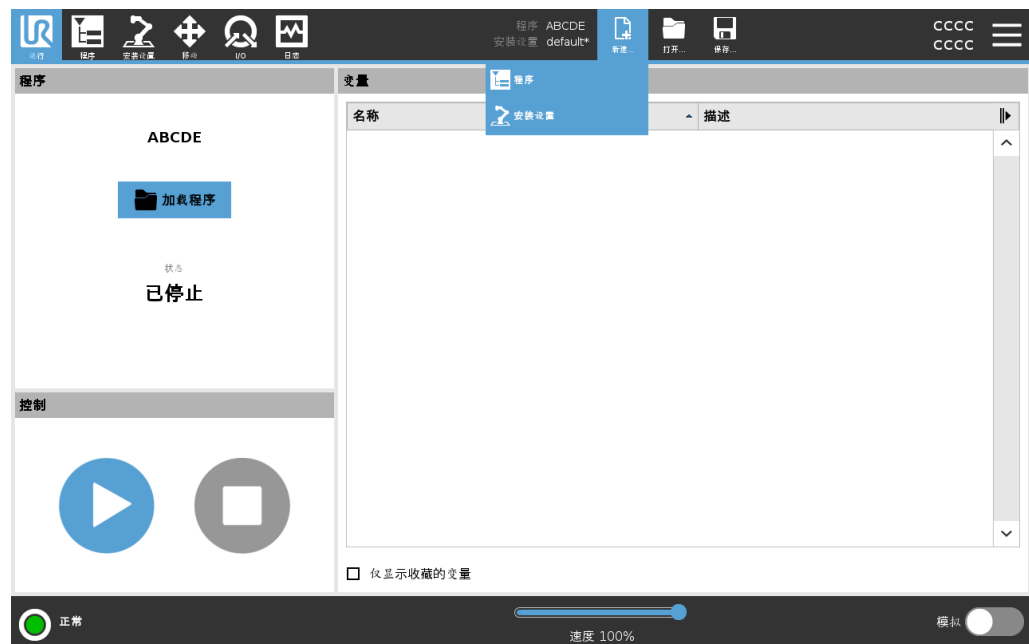 程序 ABCDE
安装设置 default*
CCCC
CCCC
运行 程序 安装设置 移动 I/O 日志 新建... 打开... 保存...
程序
安装设置
程序
ABCDE
加载程序
状态
已停止
控制
变量
名称 描述
仅显示收藏的变量
正常
速度 100%
模拟